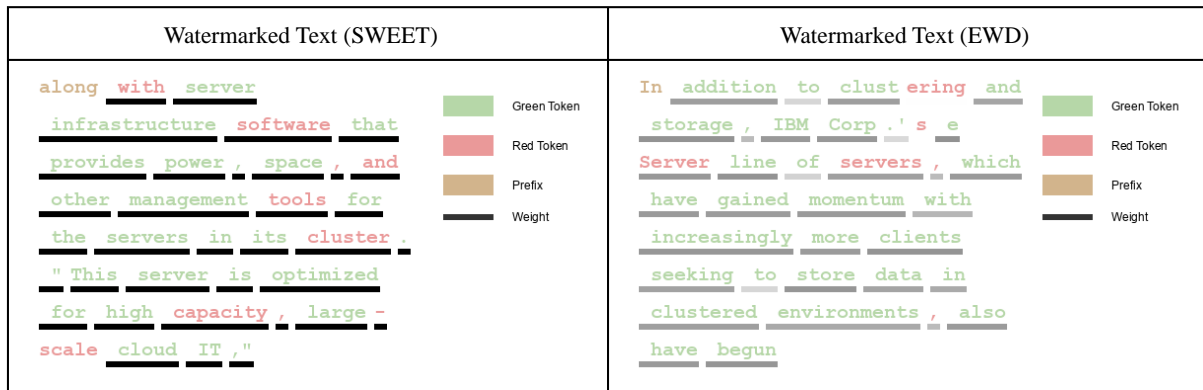 Watermarked Text (SWEET)
along with server
infrastructure software that
provides power, space, and
other management tools for
the servers in its cluster.
" This server is optimized
for high capacity, large-
scale cloud IT,"
Green Token
Red Token
Prefix
Weight
Watermarked Text (EWD)
In addition to clustering and
storage, IBM Corp.'s e
Server line of servers, which
have gained momentum with
increasingly more clients
seeking to store data in
clustered environments, also
have begun
Green Token
Red Token
Prefix
Weight